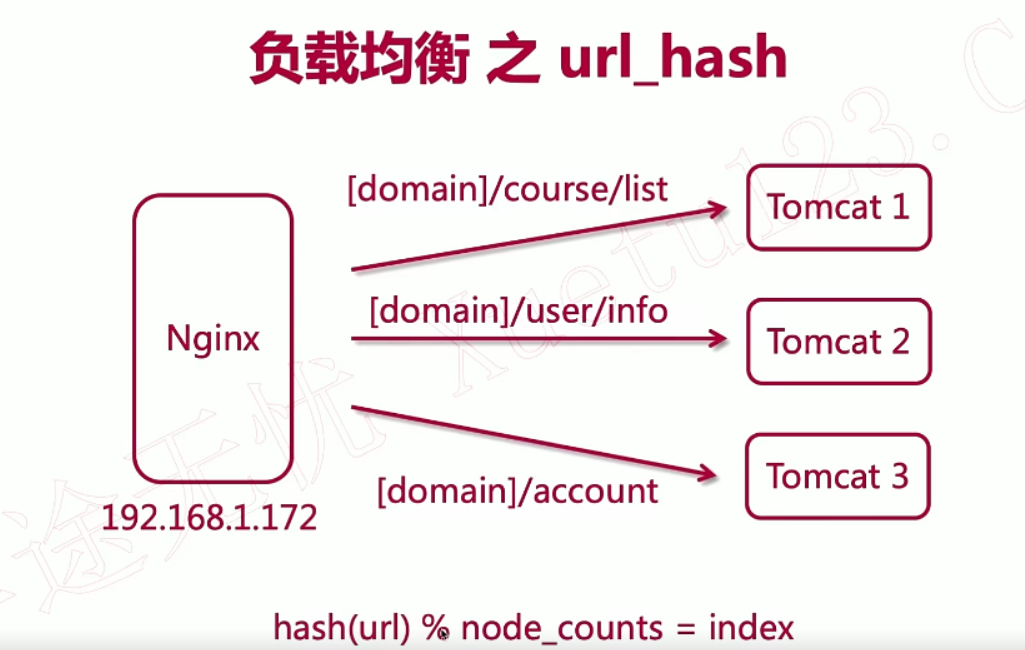 负载均衡 之 url_hash
[domain]/course/list
Tomcat 1
[domain]/user/info
Nginx
Tomcat 2
[domain]/account
Tomcat 3
192.168.1.172
hash(url) % node_counts = index
途无忧 Xuetu123. C